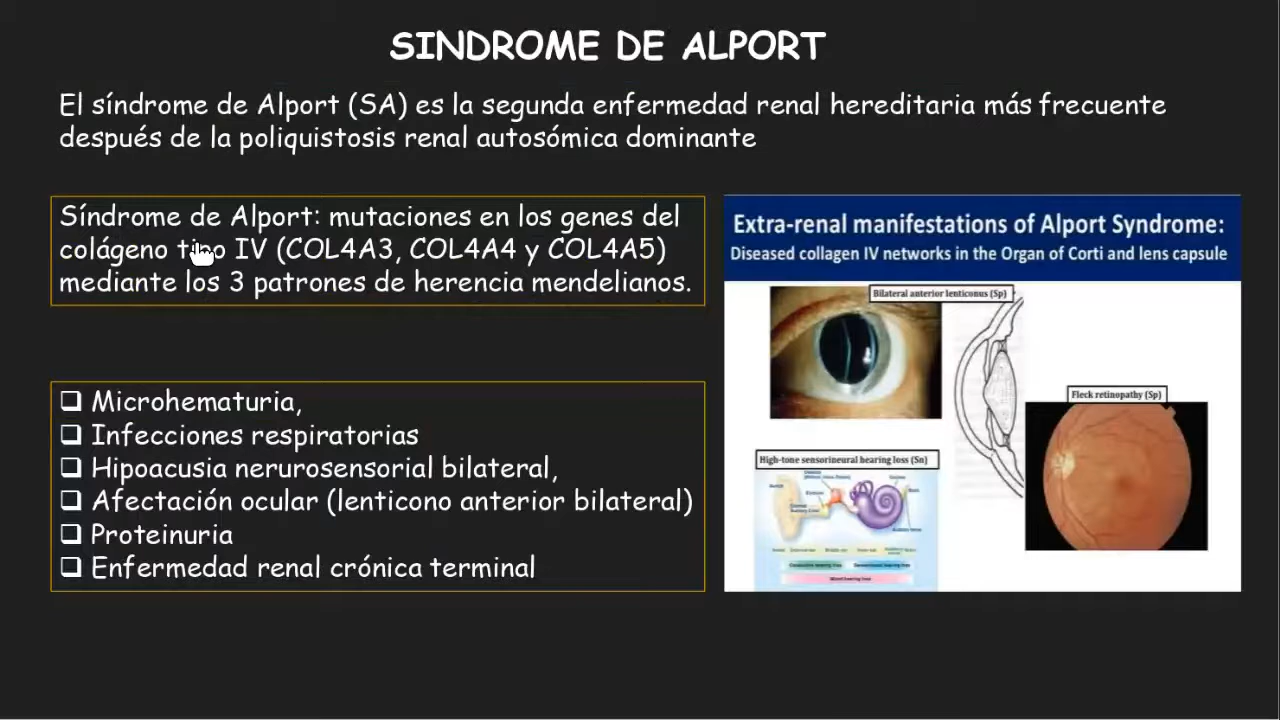 SINDROME DE ALPORT
El síndrome de Alport (SA) es la segunda enfermedad renal hereditaria más frecuente
después de la poliquistosis renal autosómica dominante
Síndrome de Alport: mutaciones en los genes del
colágeno tipo IV (COL4A3, COL4A4 y COL4A5)
mediante los 3 patrones de herencia mendelianos.
❑ Microhematuria,
❑ Infecciones respiratorias
❑ Hipoacusia nerurosensorial bilateral,
❑ Afectación ocular (lenticono anterior bilateral)
❑ Proteinuria
❑ Enfermedad renal crónica terminal
Extra-renal manifestations of Alport Syndrome:
Diseased collagen IV networks in the Organ of Corti and lens capsule
Bilateral anterior lenticonus (Sp)
Fleck retinopathy (Sp)
High-tone sensorineural hearing loss (Sn)